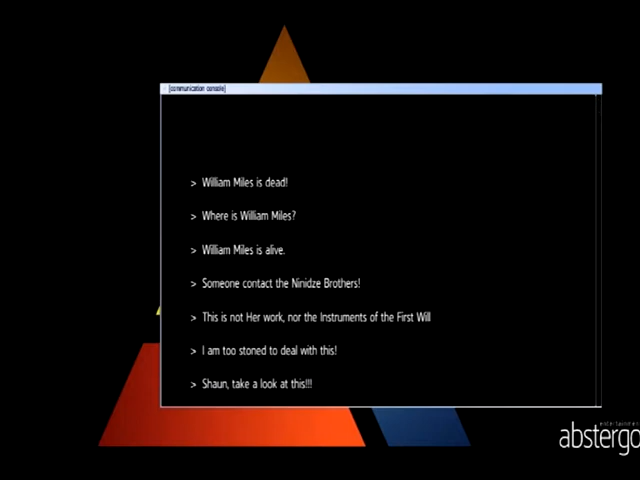 [communication console]
> William Miles is dead!
> Where is William Miles?
> William Miles is alive.
> Someone contact the Ninidze Brothers!
> This is not Her work, nor the Instruments of the First Will
> I am too stoned to deal with this!
> Shaun, take a look at this!!!
entertainmen
abstergo